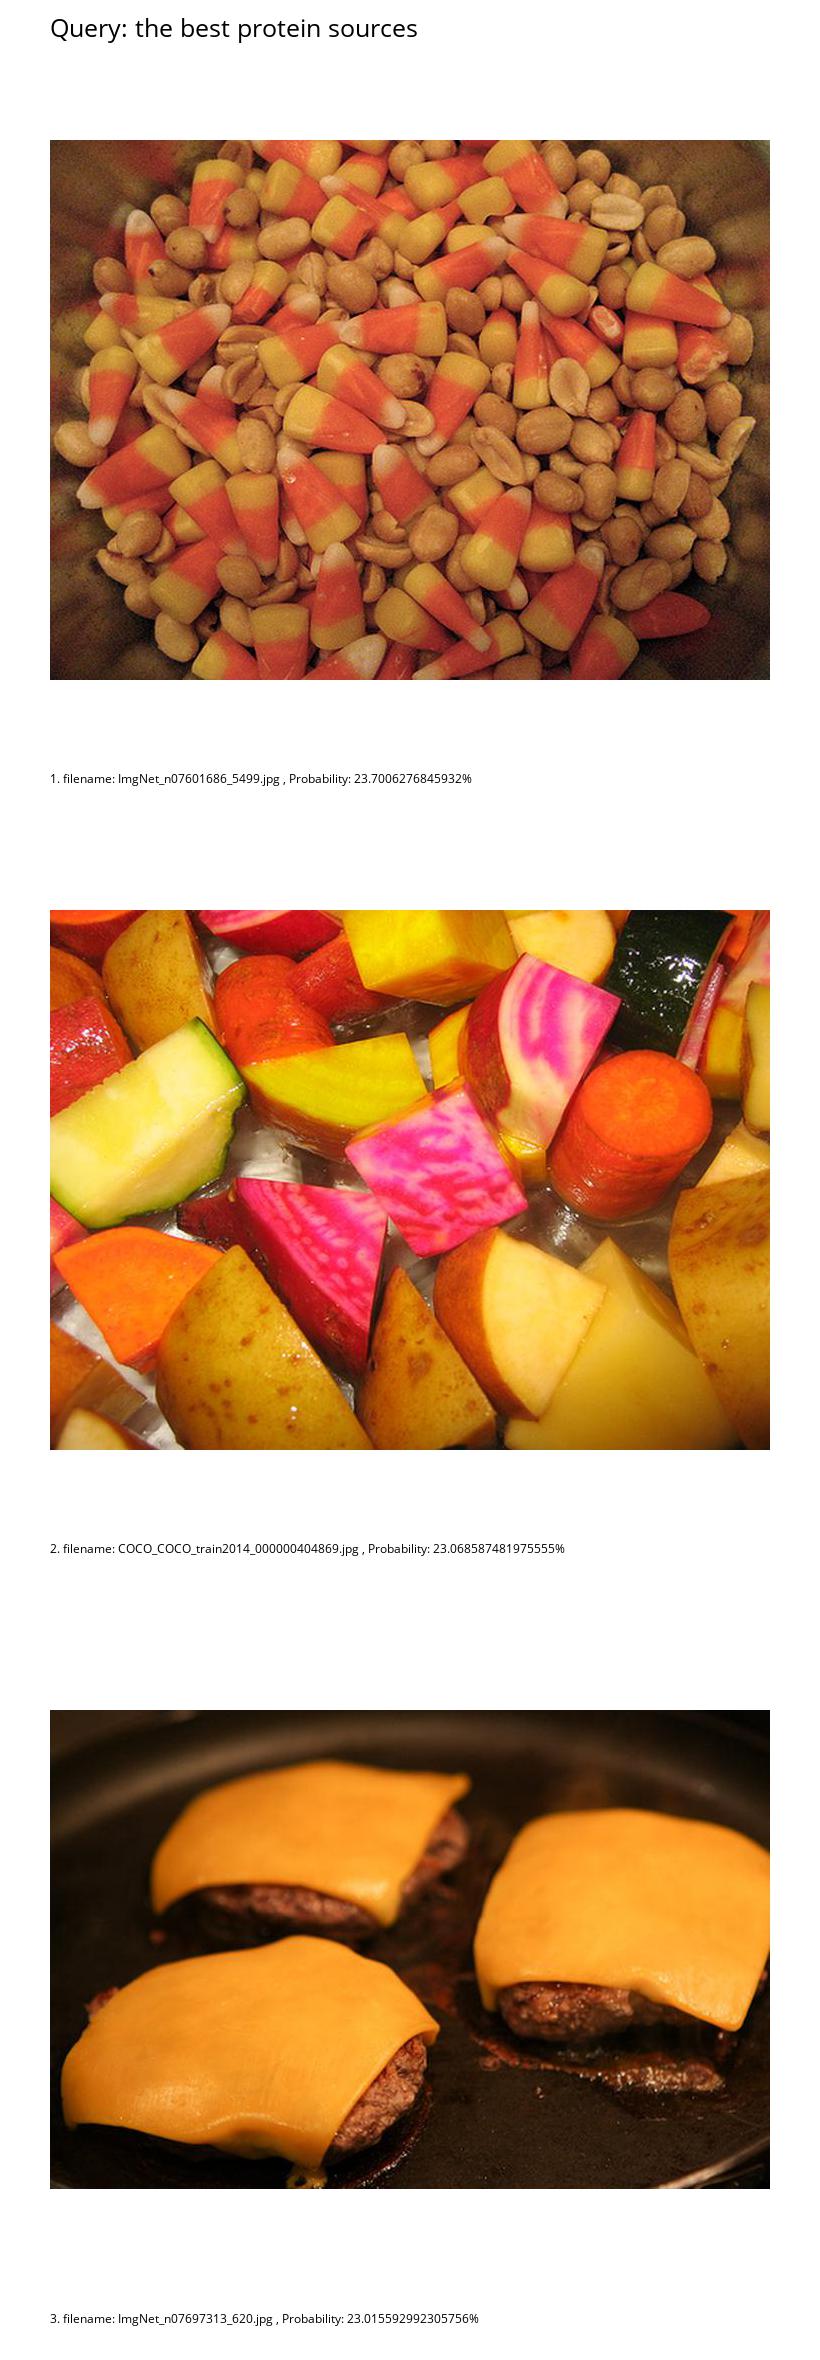 Query: the best protein sources
1. filename: ImgNet_n07601686_5499.jpg , Probability: 23.7006276845932%
2. filename: COCO_COCO_train2014_000000404869.jpg , Probability: 23.068587481975555%
3. filename: ImgNet_n07697313_620.jpg , Probability: 23.015592992305756%